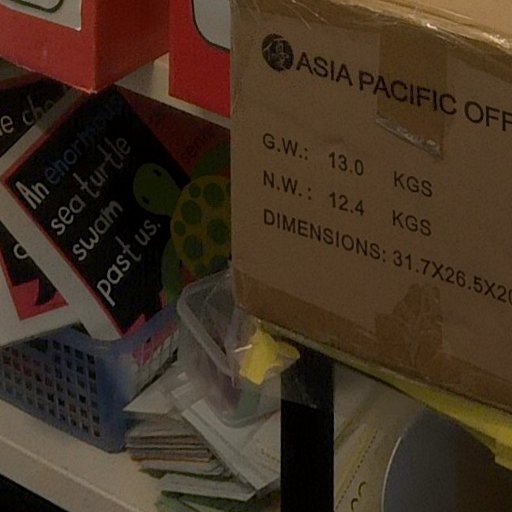 ASIA PACIFIC OFF
G.W.: 13.0 KGS
N.W.: 12.4 KGS
DIMENSIONS: 31.7X26.5X20
An enormous
sea turtle
swam
past us.
e che